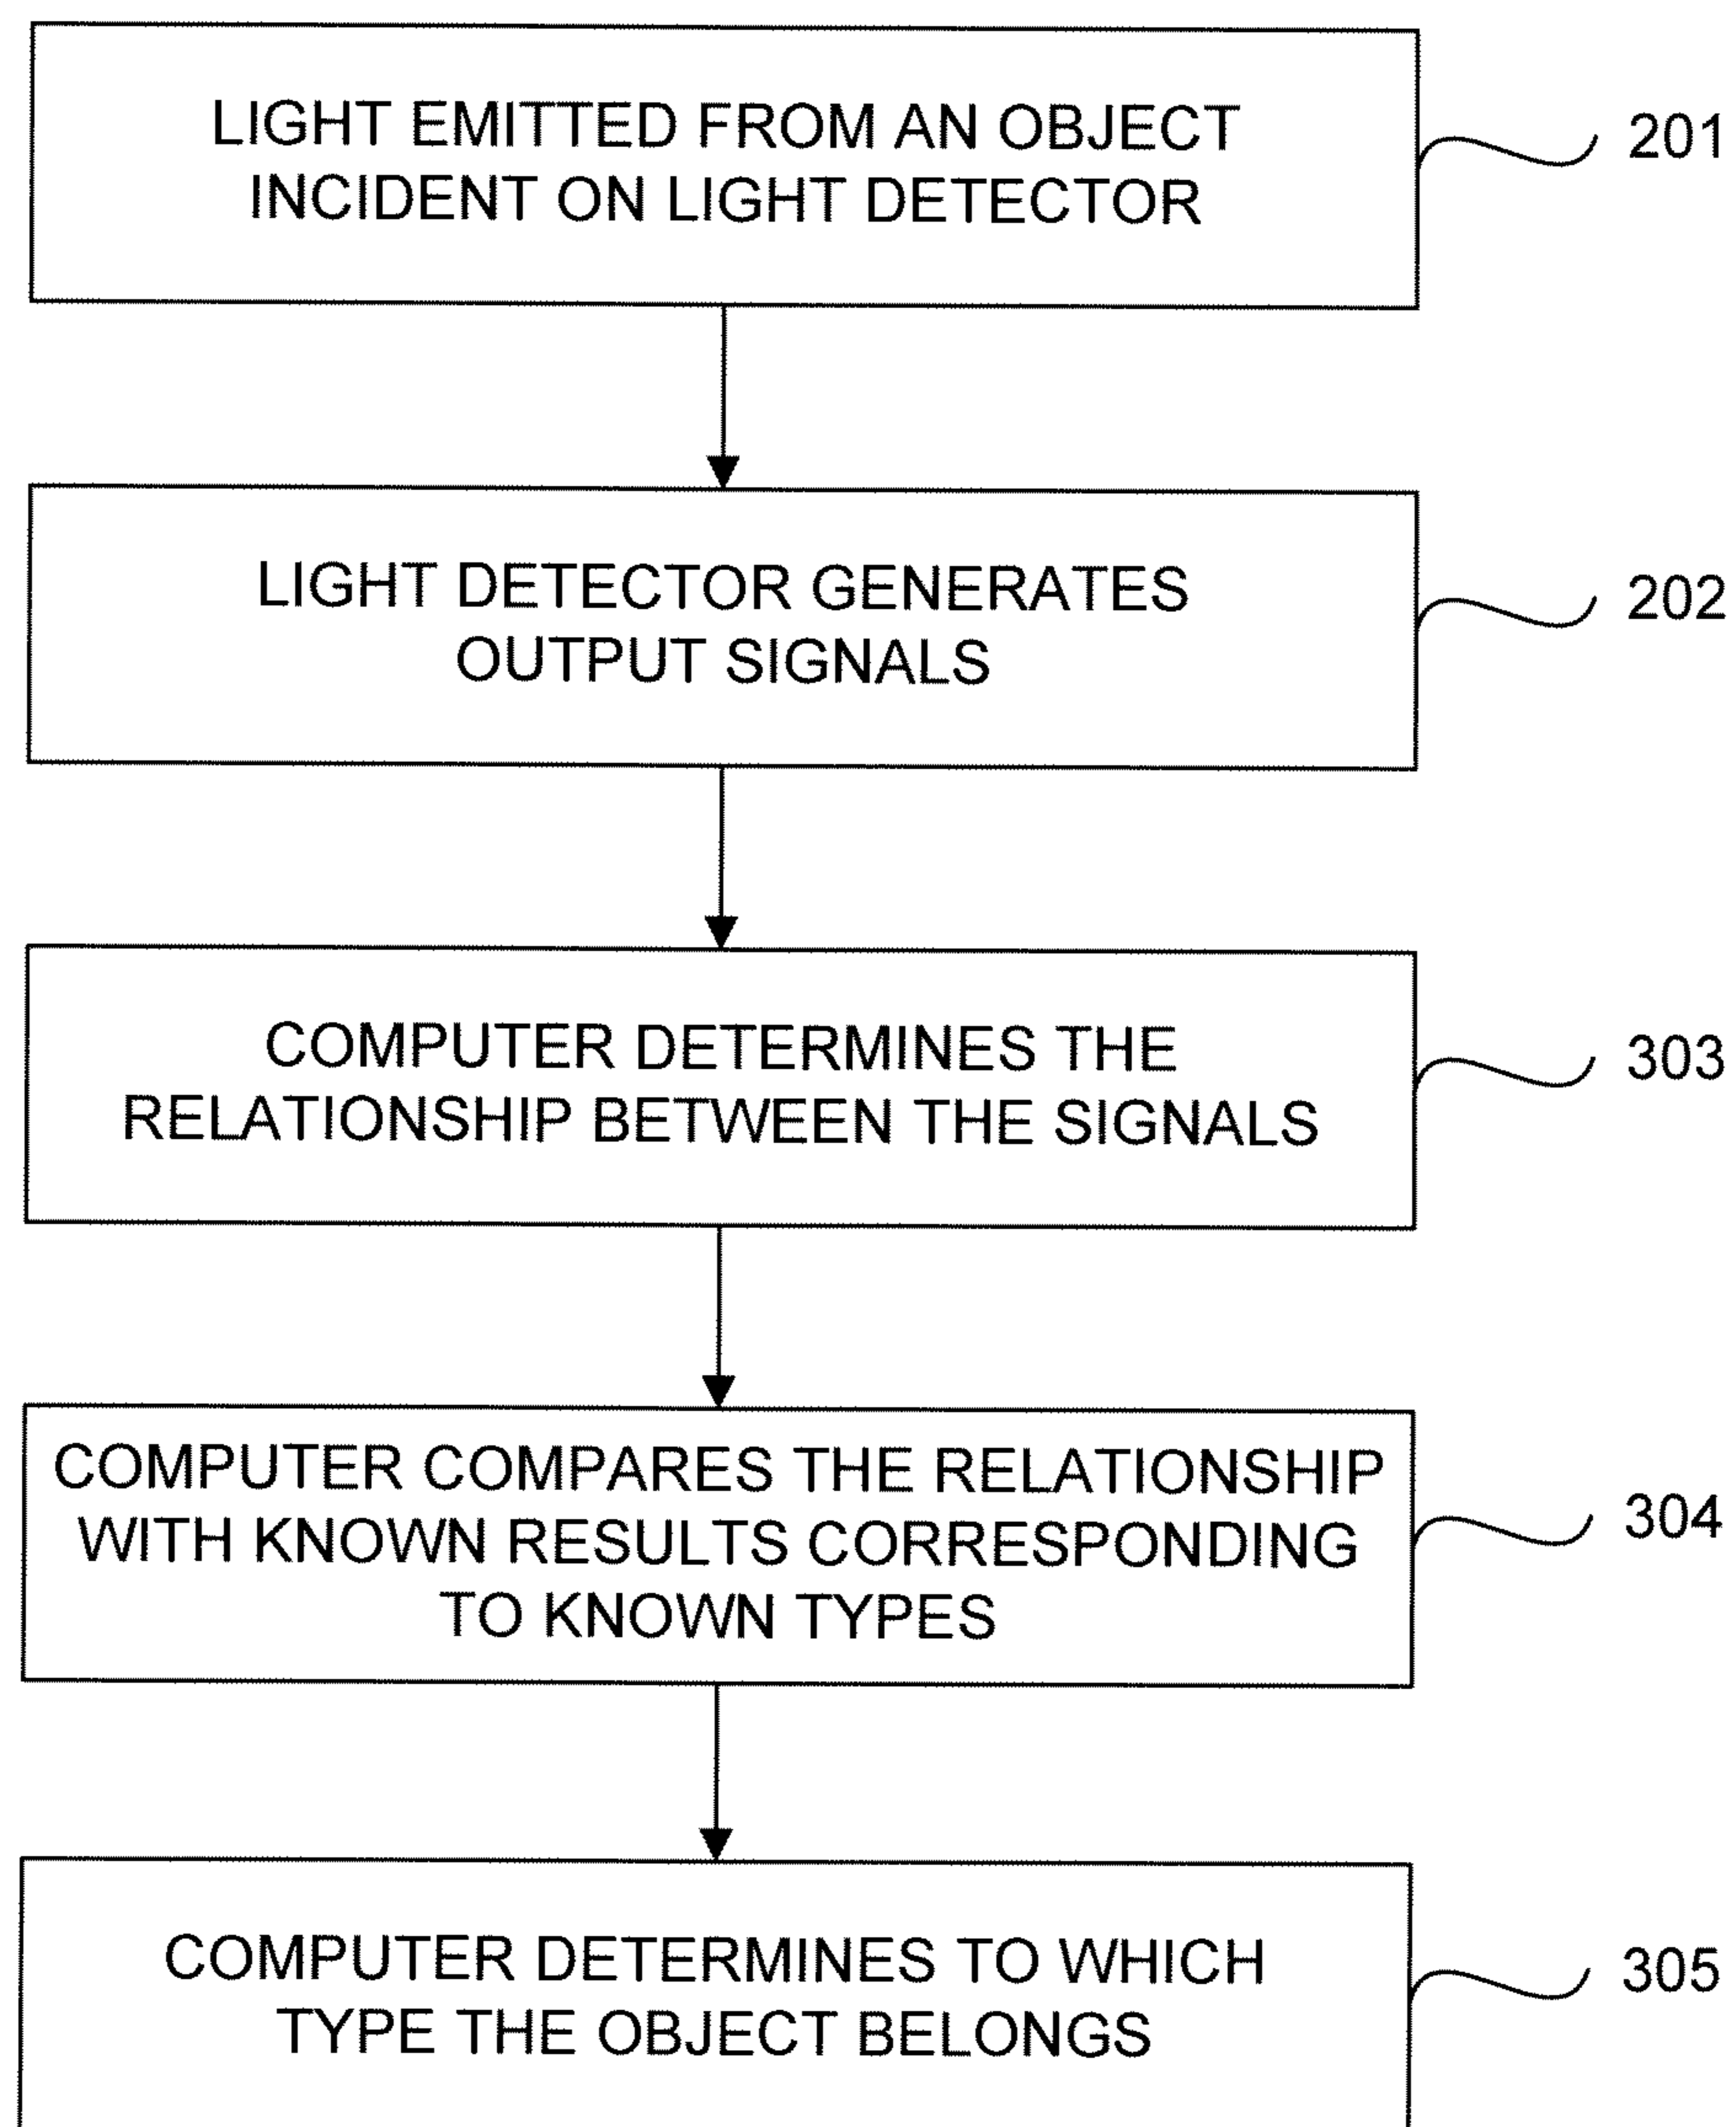 LIGHT EMITTED FROM AN OBJECT
INCIDENT ON LIGHT DETECTOR
201
LIGHT DETECTOR GENERATES
OUTPUT SIGNALS
202
COMPUTER DETERMINES THE
RELATIONSHIP BETWEEN THE SIGNALS
303
COMPUTER COMPARES THE RELATIONSHIP
WITH KNOWN RESULTS CORRESPONDING
TO KNOWN TYPES
304
COMPUTER DETERMINES TO WHICH
TYPE THE OBJECT BELONGS
305